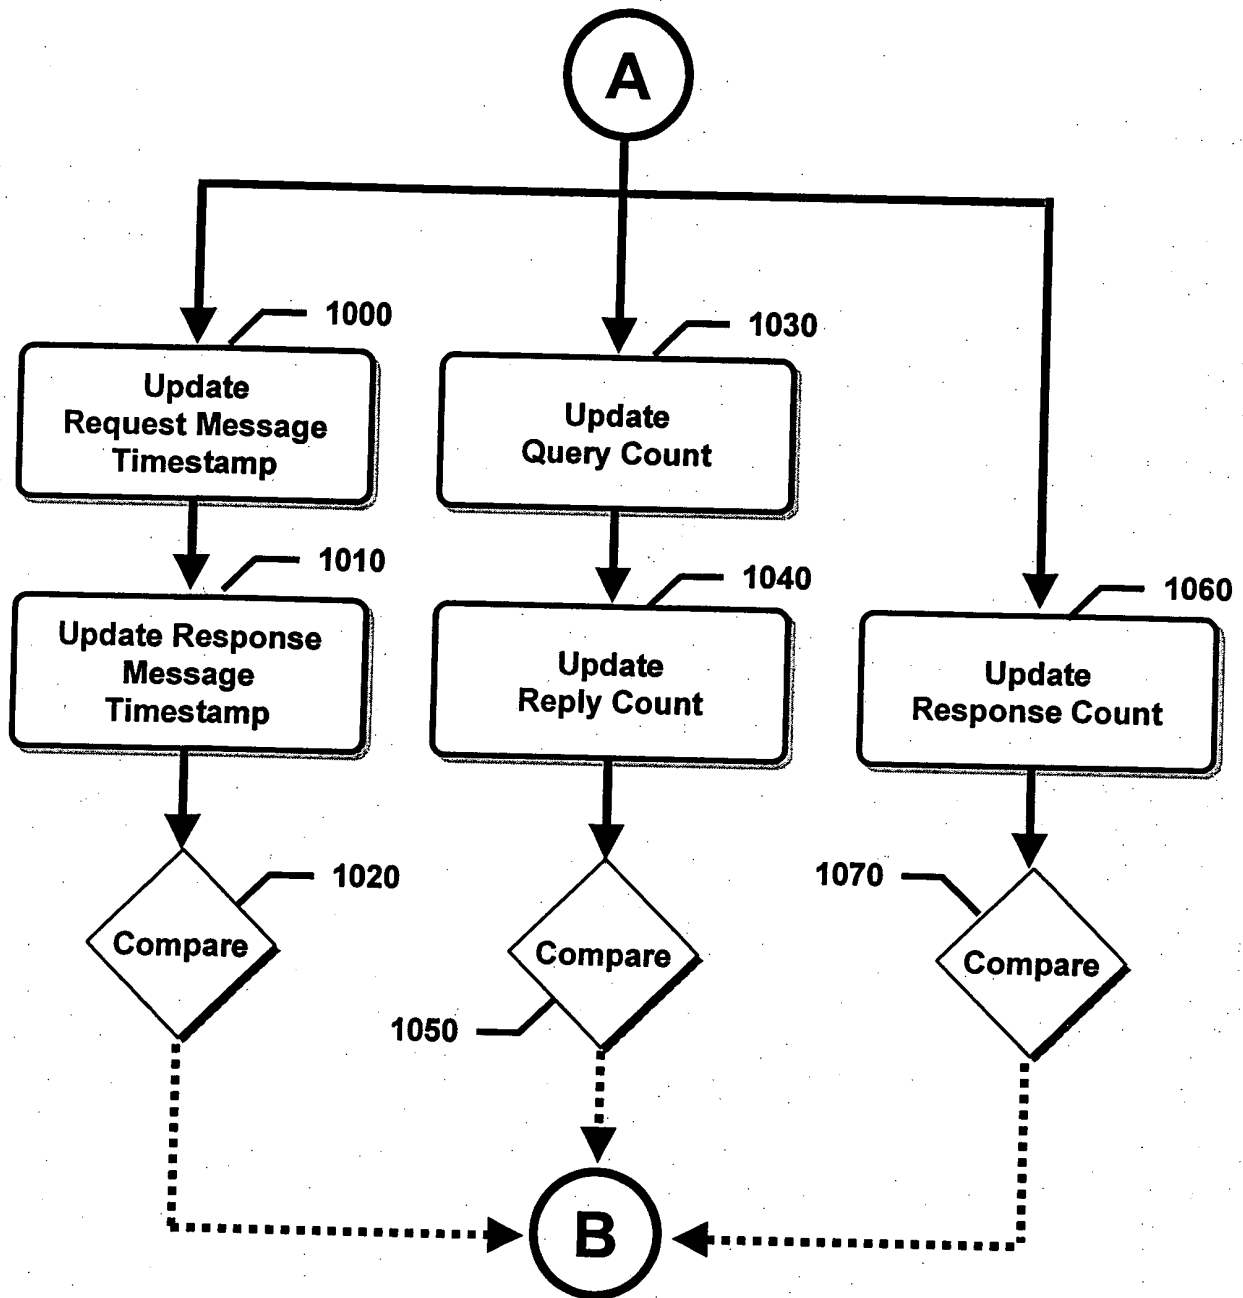 A
1000
1030
Update
Request Message
Timestamp
Update
Query Count
1010
1040
1060
Update Response
Message
Timestamp
Update
Reply Count
Update
Response Count
1020
1070
Compare
Compare
Compare
1050
B